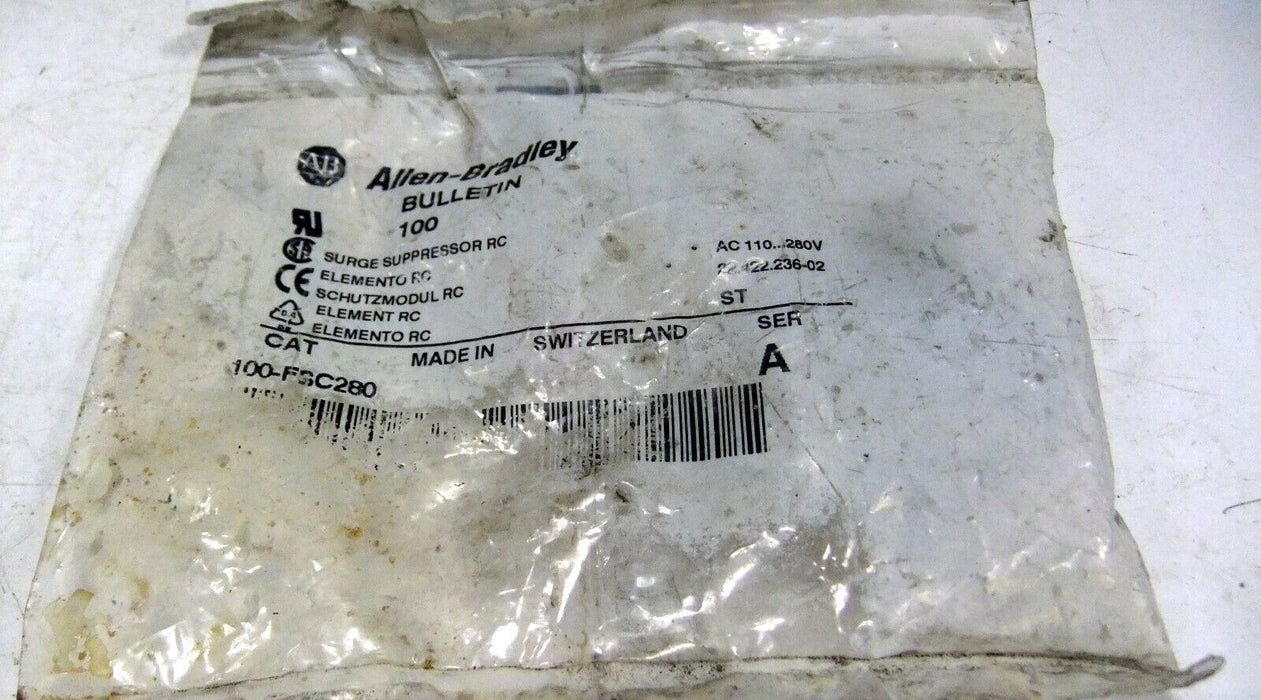 AB
Allen-Bradley
BULLETIN
100
SURGE SUPPRESSOR RC
ELEMENTO RC
SCHUTZMODUL RC
ELEMENT RC
ELEMENTO RC
AC 110...280V
22.422.236-02
ST
CAT
MADE IN SWITZERLAND
SER
100-FSC280
A